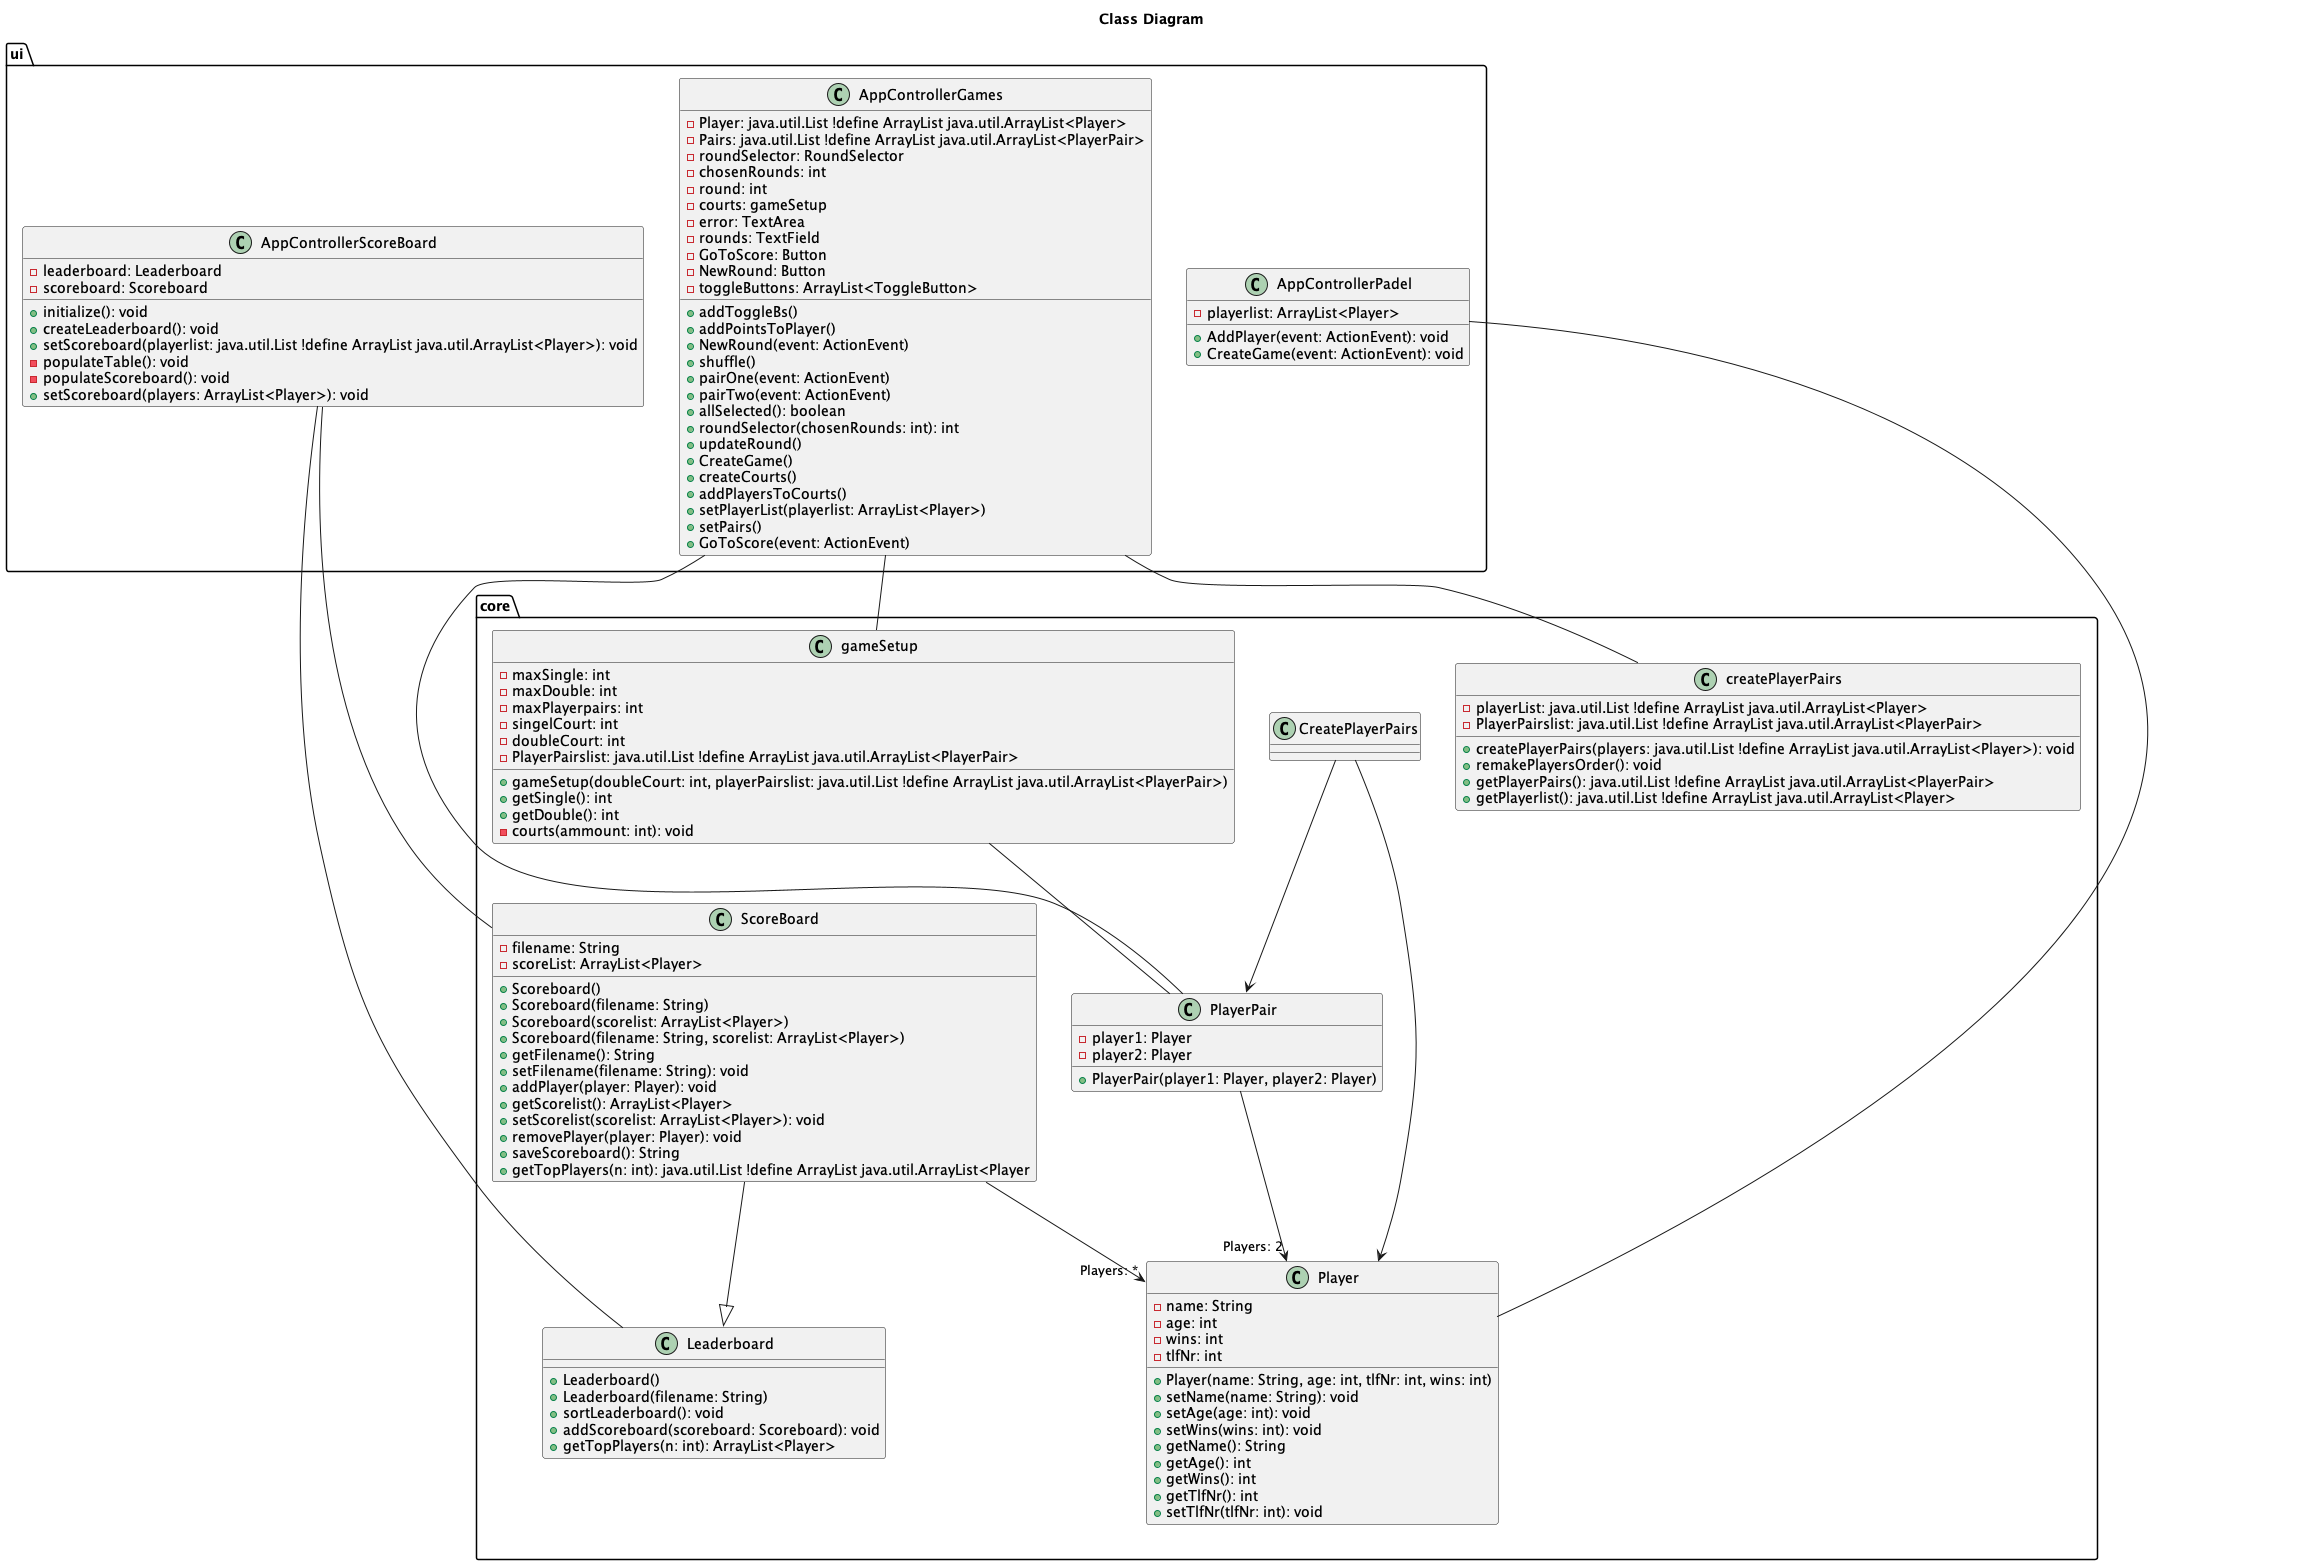 Class Diagram
ui
AppControllerScoreBoard
leaderboard: Leaderboard
scoreboard: Scoreboard
initialize(): void
createLeaderboard(): void
setScoreboard(playerlist: java.util.List !define ArrayList java.util.ArrayList<Player>): void
populateTable(): void
populateScoreboard(): void
setScoreboard(players: ArrayList<Player>): void
AppControllerGames
Player: java.util.List !define ArrayList java.util.ArrayList<Player>
Pairs: java.util.List !define ArrayList java.util.ArrayList<PlayerPair>
roundSelector: RoundSelector
chosenRounds: int
round: int
courts: gameSetup
error: TextArea
rounds: TextField
GoToScore: Button
NewRound: Button
toggleButtons: ArrayList<ToggleButton>
addToggleBs()
addPointsToPlayer()
NewRound(event: ActionEvent)
shuffle()
pairOne(event: ActionEvent)
pairTwo(event: ActionEvent)
allSelected(): boolean
roundSelector(chosenRounds: int): int
updateRound()
CreateGame()
createCourts()
addPlayersToCourts()
setPlayerList(playerlist: ArrayList<Player>)
setPairs()
GoToScore(event: ActionEvent)
AppControllerPadel
playerlist: ArrayList<Player>
AddPlayer(event: ActionEvent): void
CreateGame(event: ActionEvent): void
core
gameSetup
maxSingle: int
maxDouble: int
maxPlayerpairs: int
singelCourt: int
doubleCourt: int
PlayerPairslist: java.util.List !define ArrayList java.util.ArrayList<PlayerPair>
gameSetup(doubleCourt: int, playerPairslist: java.util.List !define ArrayList java.util.ArrayList<PlayerPair>)
getSingle(): int
getDouble(): int
courts(ammount: int): void
CreatePlayerPairs
createPlayerPairs
playerList: java.util.List !define ArrayList java.util.ArrayList<Player>
PlayerPairslist: java.util.List !define ArrayList java.util.ArrayList<PlayerPair>
createPlayerPairs(players: java.util.List !define ArrayList java.util.ArrayList<Player>): void
remakePlayersOrder(): void
getPlayerPairs(): java.util.List !define ArrayList java.util.ArrayList<PlayerPair>
getPlayerlist(): java.util.List !define ArrayList java.util.ArrayList<Player>
ScoreBoard
filename: String
scoreList: ArrayList<Player>
Scoreboard()
Scoreboard(filename: String)
Scoreboard(scorelist: ArrayList<Player>)
Scoreboard(filename: String, scorelist: ArrayList<Player>)
getFilename(): String
setFilename(filename: String): void
addPlayer(player: Player): void
getScorelist(): ArrayList<Player>
setScorelist(scorelist: ArrayList<Player>): void
removePlayer(player: Player): void
saveScoreboard(): String
getTopPlayers(n: int): java.util.List !define ArrayList java.util.ArrayList<Player
PlayerPair
player1: Player
player2: Player
PlayerPair(player1: Player, player2: Player)
Players: 2
Players: *
Leaderboard
Leaderboard()
Leaderboard(filename: String)
sortLeaderboard(): void
addScoreboard(scoreboard: Scoreboard): void
getTopPlayers(n: int): ArrayList<Player>
Player
name: String
age: int
wins: int
tlfNr: int
Player(name: String, age: int, tlfNr: int, wins: int)
setName(name: String): void
setAge(age: int): void
setWins(wins: int): void
getName(): String
getAge(): int
getWins(): int
getTlfNr(): int
setTlfNr(tlfNr: int): void